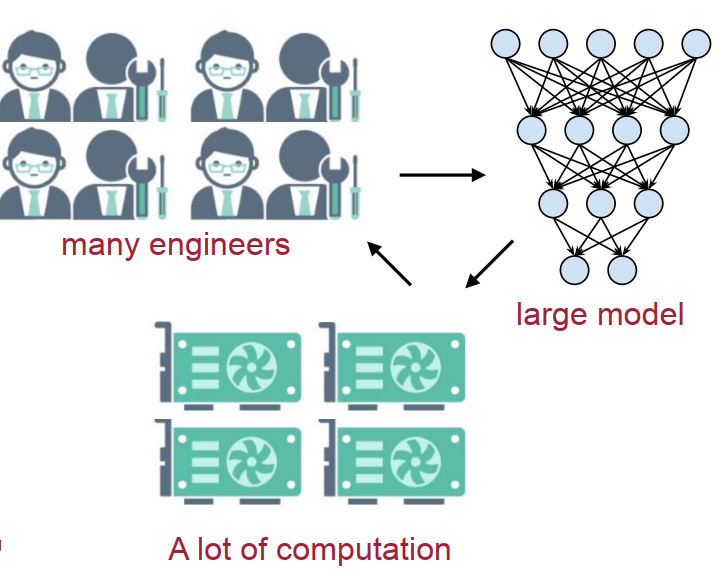 many engineers
large model
A lot of computation